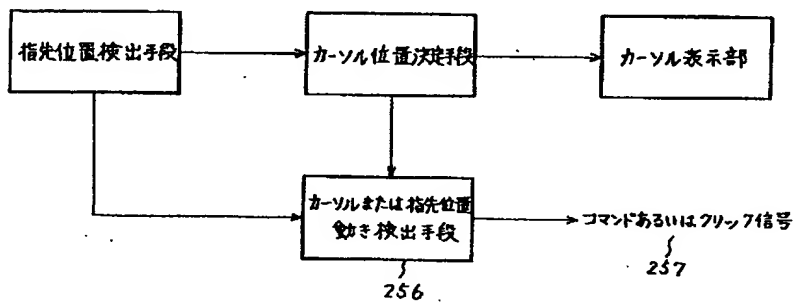 指先位置検出手段
カーソル位置決定手段
カーソル表示部
カーソルまたは指先位置
動き検出手段
コマンドあるいはクリック信号
257
256